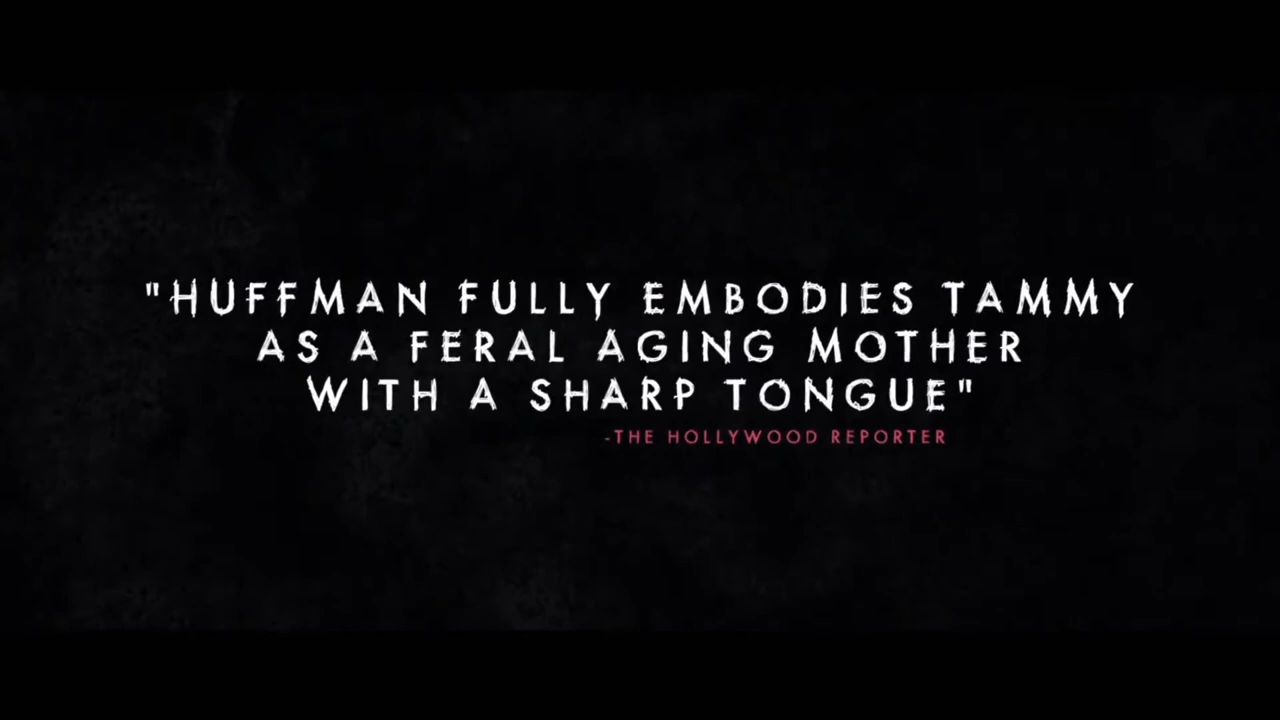 "HUFFMAN FULLY EMBODIES TAMMY
AS A FERAL AGING MOTHER
WITH A SHARP TONGUE"
-THE HOLLYWOOD REPORTER